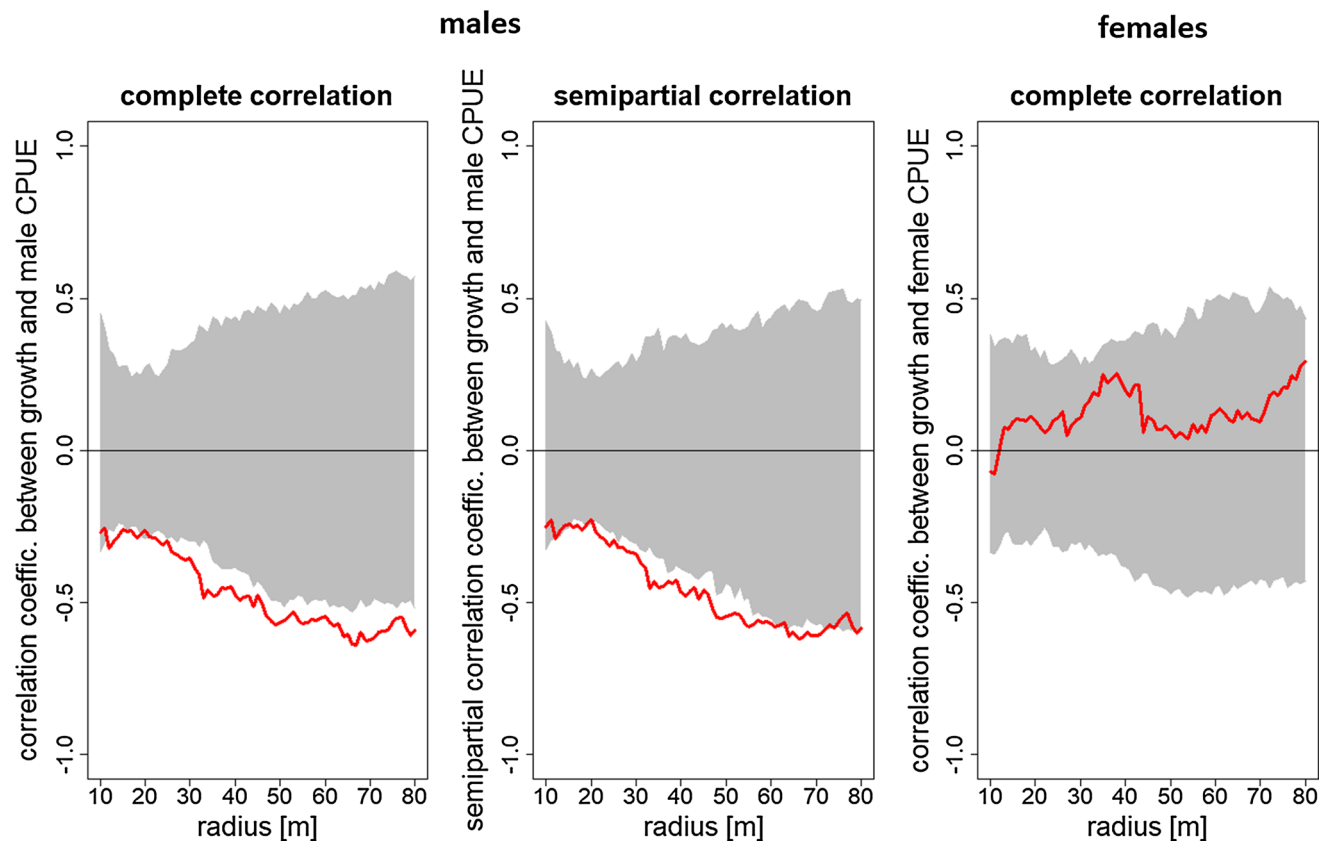 males
females
complete correlation
semipartial correlation
complete correlation
correlation coeffic. between growth and male CPUE
1.0
0.5
0.0
-0.5
-1.0
10 20 30 40 50 60 70 80
radius [m]
semipartial correlation coeffic. between growth and male CPUE
1.0
0.5
0.0
-0.5
-1.0
10 20 30 40 50 60 70 80
radius [m]
correlation coeffic. between growth and female CPUE
1.0
0.5
0.0
-0.5
-1.0
10 20 30 40 50 60 70 80
radius [m]